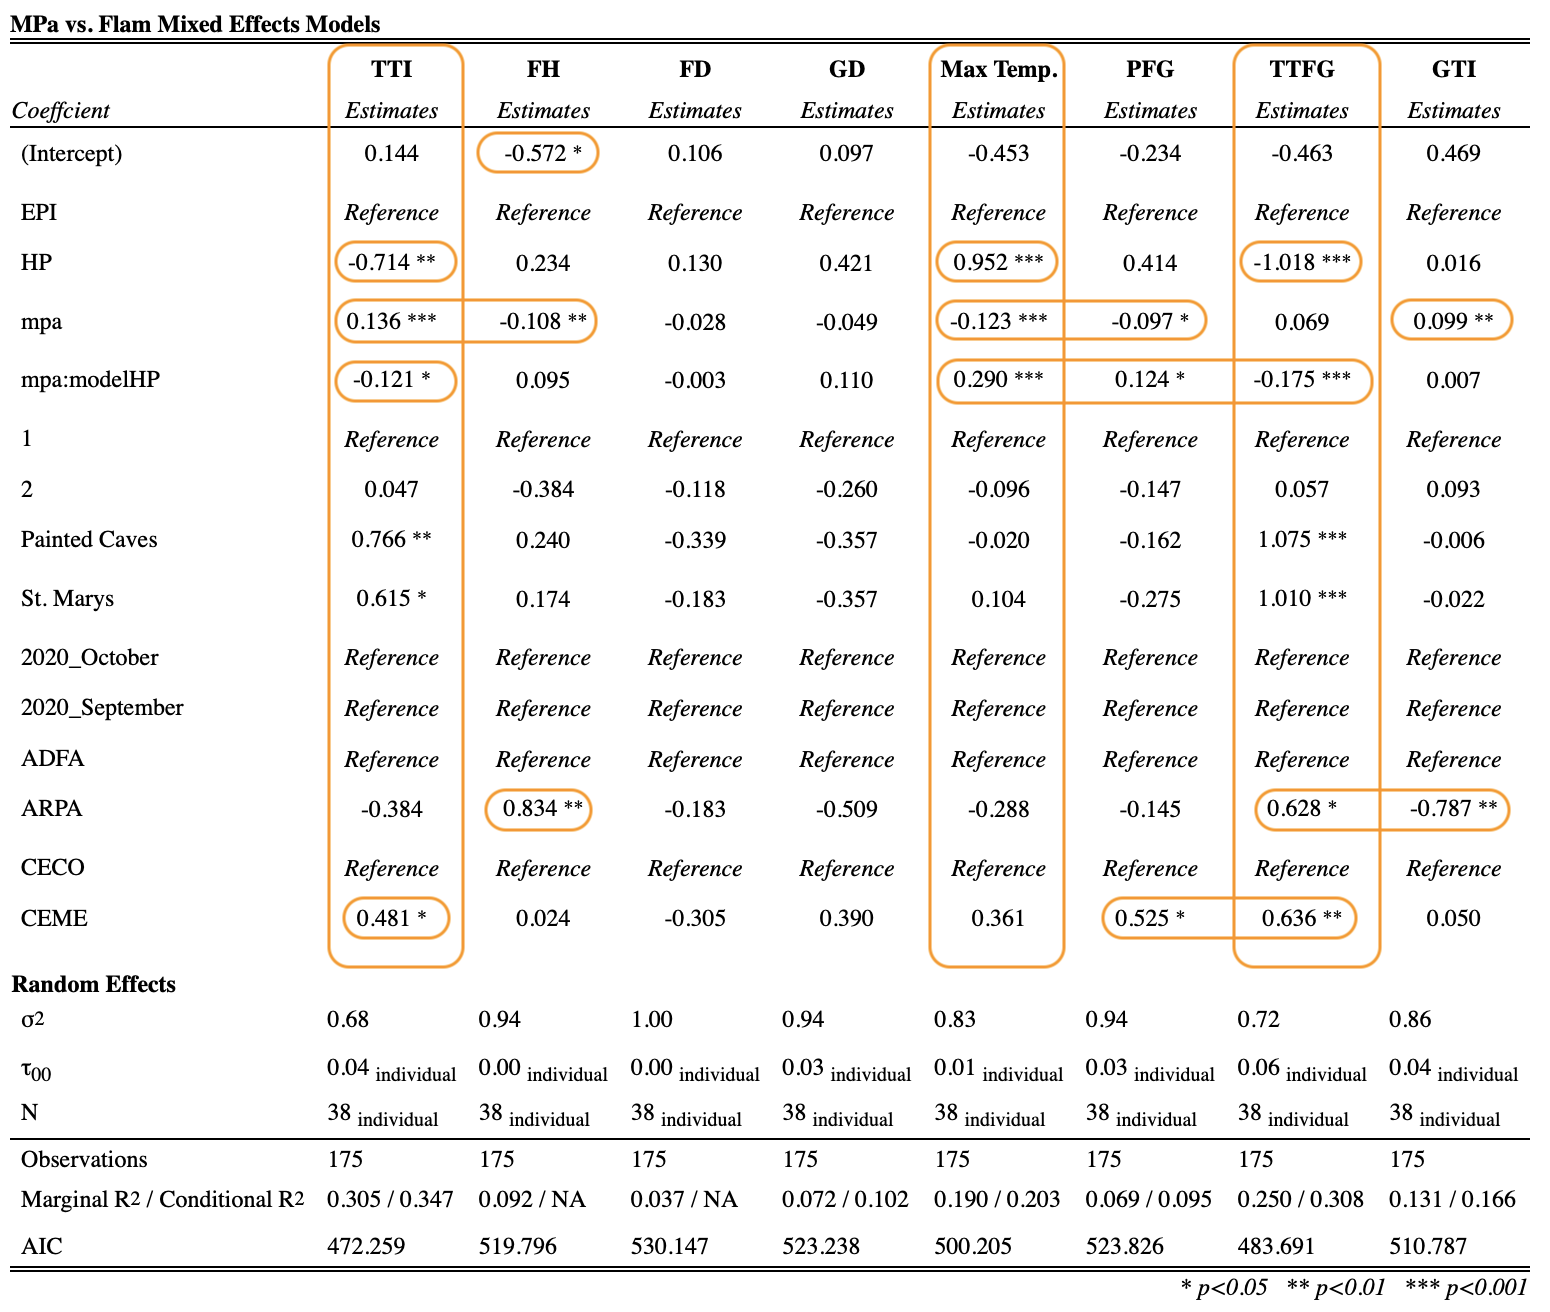 MPa vs. Flam Mixed Effects Models
TTI FH FD GD Max Temp. PFG TTFG GTI
Coeffcient Estimates Estimates Estimates Estimates Estimates Estimates Estimates Estimates
(Intercept) 0.144 -0.572 * 0.106 0.097 -0.453 -0.234 -0.463 0.469
EPI Reference Reference Reference Reference Reference Reference Reference Reference
HP -0.714 ** 0.234 0.130 0.421 0.952 *** 0.414 -1.018 *** 0.016
mpa 0.136 *** -0.108 ** -0.028 -0.049 -0.123 *** -0.097 * 0.069 0.099 **
mpa:modelHP -0.121 * 0.095 -0.003 0.110 0.290 *** 0.124 * -0.175 *** 0.007
1 Reference Reference Reference Reference Reference Reference Reference Reference
2 0.047 -0.384 -0.118 -0.260 -0.096 -0.147 0.057 0.093
Painted Caves 0.766 ** 0.240 -0.339 -0.357 -0.020 -0.162 1.075 *** -0.006
St. Marys 0.615 * 0.174 -0.183 -0.357 0.104 -0.275 1.010 *** -0.022
2020_October Reference Reference Reference Reference Reference Reference Reference Reference
2020_September Reference Reference Reference Reference Reference Reference Reference Reference
ADFA Reference Reference Reference Reference Reference Reference Reference Reference
ARPA -0.384 0.834 ** -0.183 -0.509 -0.288 -0.145 0.628 * -0.787 **
CECO Reference Reference Reference Reference Reference Reference Reference Reference
CEME 0.481 * 0.024 -0.305 0.390 0.361 0.525 * 0.636 ** 0.050
Random Effects
σ2 0.68 0.94 1.00 0.94 0.83 0.94 0.72 0.86
τ00 0.04 individual 0.00 individual 0.00 individual 0.03 individual 0.01 individual 0.03 individual 0.06 individual 0.04 individual
N 38 individual 38 individual 38 individual 38 individual 38 individual 38 individual 38 individual 38 individual
Observations 175 175 175 175 175 175 175 175
Marginal R2 / Conditional R2 0.305 / 0.347 0.092 / NA 0.037 / NA 0.072 / 0.102 0.190 / 0.203 0.069 / 0.095 0.250 / 0.308 0.131 / 0.166
AIC 472.259 519.796 530.147 523.238 500.205 523.826 483.691 510.787
* p<0.05 ** p<0.01 *** p<0.001